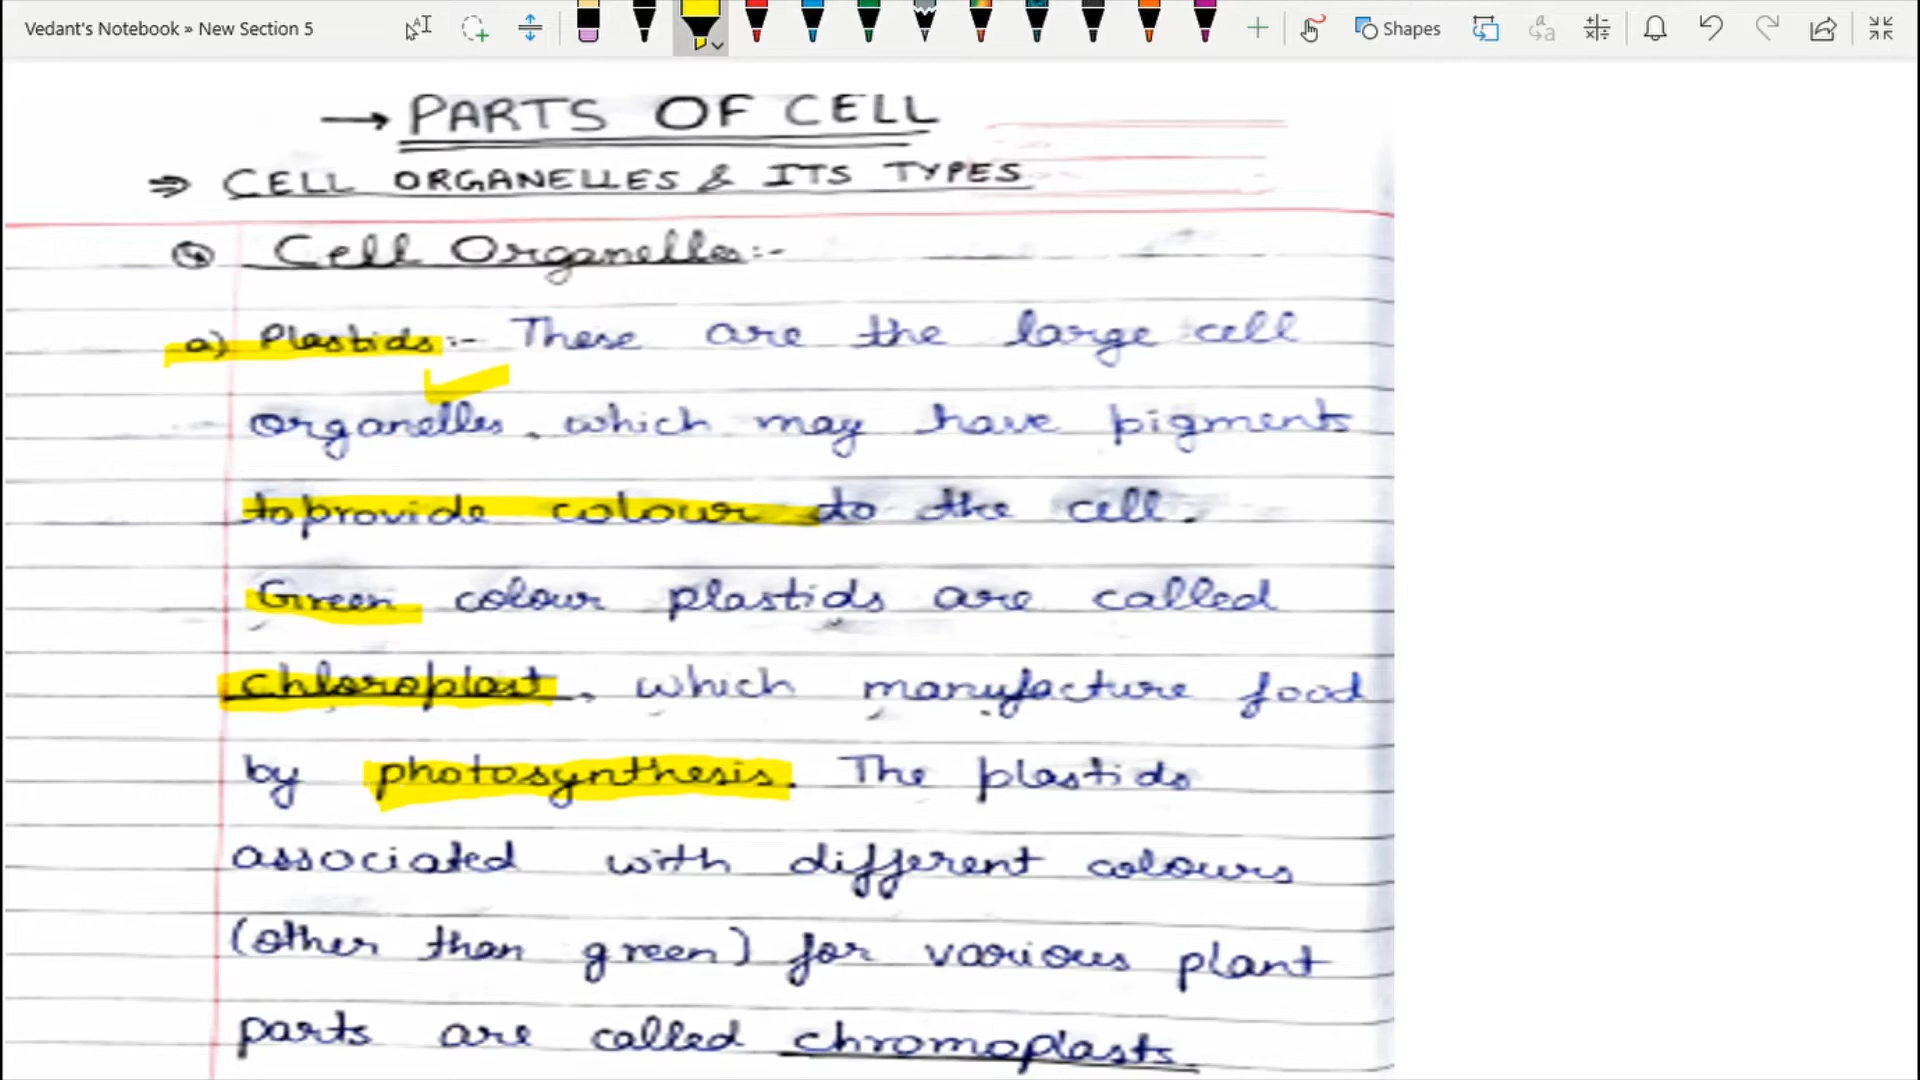 Vedant's Notebook » New Section 5
Shapes
→ PARTS OF CELL
⇒ CELL ORGANELLES & ITS TYPES
Cell Organelles:-
a) Plastids:- These are the large cell
organelles, which may have pigments
to provide colour to the cell.
Green colour plastids are called
chloroplast, which manufacture food
by photosynthesis. The plastids
associated with different colours
(other than green) for various plant
parts are called chromoplasts.